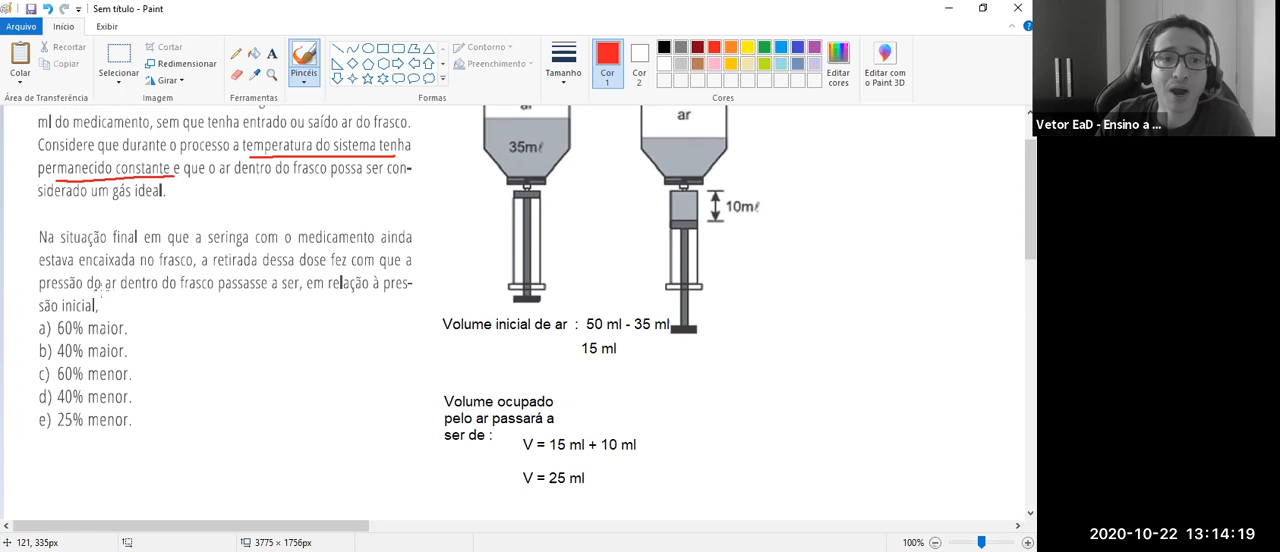 Sem título - Paint
Arquivo
Início
Exibir
Colar
Recortar
Copiar
Área de Transferência
Selecionar
Cortar
Redimensionar
Girar
Imagem
Ferramentas
Pincéis
Formas
Contorno
Preenchimento
Tamanho
Cor
1
Cor
2
Editar
cores
Editar com
o Paint 3D
Cores
Vetor EaD - Ensino a ...
ml do medicamento, sem que tenha entrado ou saído ar do frasco.
Considere que durante o processo a temperatura do sistema tenha
permanecido constante e que o ar dentro do frasco possa ser con-
siderado um gás ideal.
Na situação final em que a seringa com o medicamento ainda
estava encaixada no frasco, a retirada dessa dose fez com que a
pressão do ar dentro do frasco passasse a ser, em relação à pres-
são inicial,
a) 60% maior.
b) 40% maior.
c) 60% menor.
d) 40% menor.
e) 25% menor.
ar
35mℓ
ar
10mℓ
Volume inicial de ar : 50 ml - 35 ml
15 ml
Volume ocupado
pelo ar passará a
ser de :
V = 15 ml + 10 ml
V = 25 ml
121, 335px
3775 × 1756px
100%
2020-10-22 13:14:19